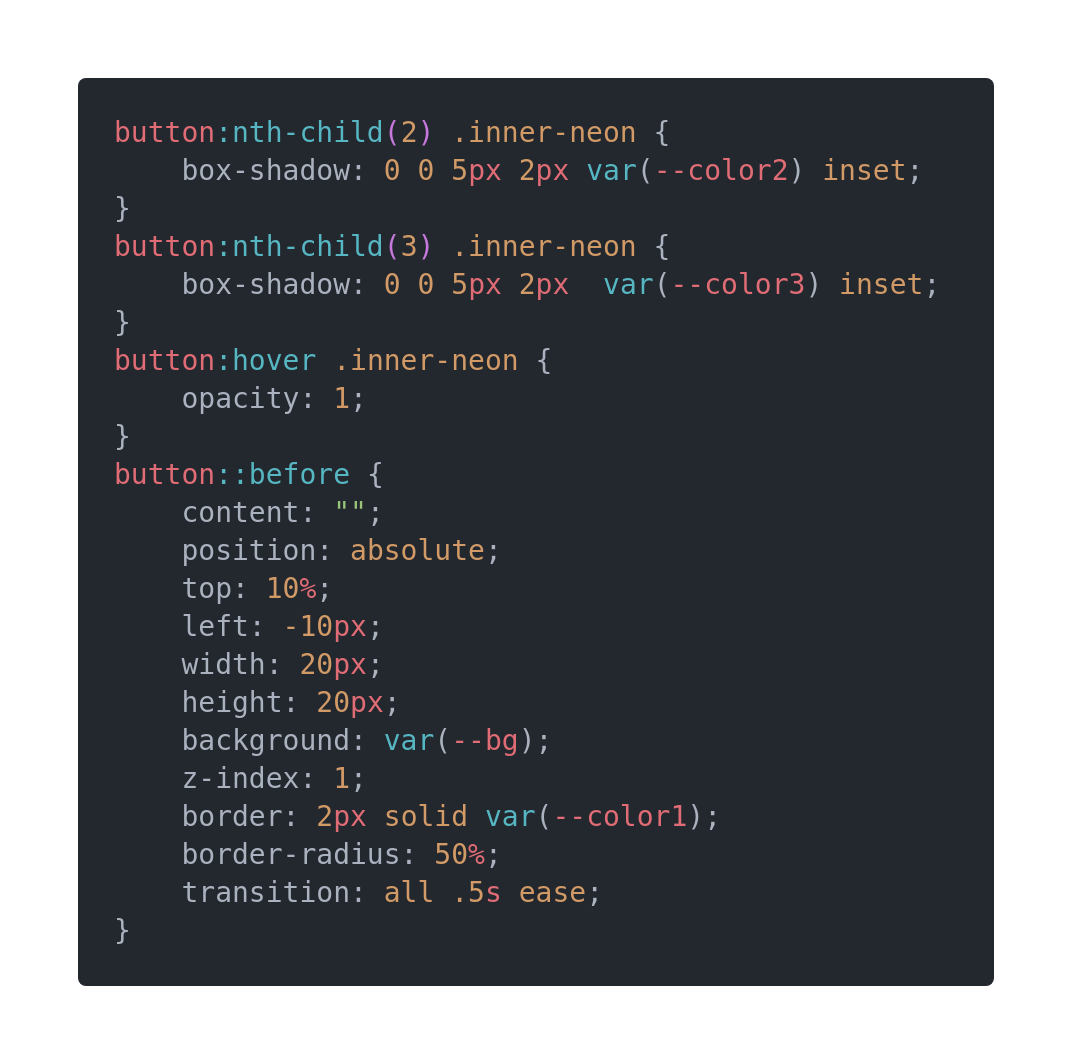 button:nth-child(2) .inner-neon {
    box-shadow: 0 0 5px 2px var(--color2) inset;
}
button:nth-child(3) .inner-neon {
    box-shadow: 0 0 5px 2px  var(--color3) inset;
}
button:hover .inner-neon {
    opacity: 1;
}
button::before {
    content: "";
    position: absolute;
    top: 10%;
    left: -10px;
    width: 20px;
    height: 20px;
    background: var(--bg);
    z-index: 1;
    border: 2px solid var(--color1);
    border-radius: 50%;
    transition: all .5s ease;
}